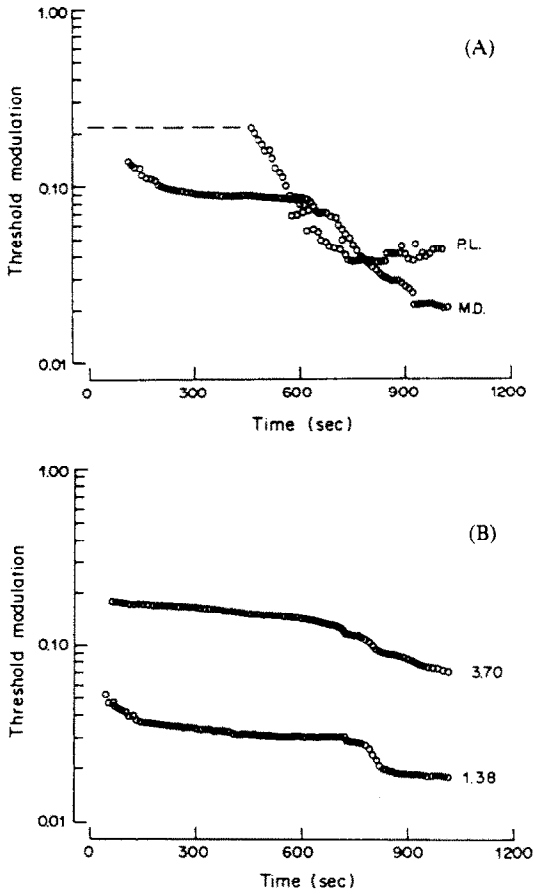 1.00
(A)
Threshold modulation
0.10
P.L.
M.D.
0.01
0 300 600 900 1200
Time (sec)
1.00
(B)
Threshold modulation
0.10
3.70
1.38
0.01
0 300 600 900 1200
Time (sec)